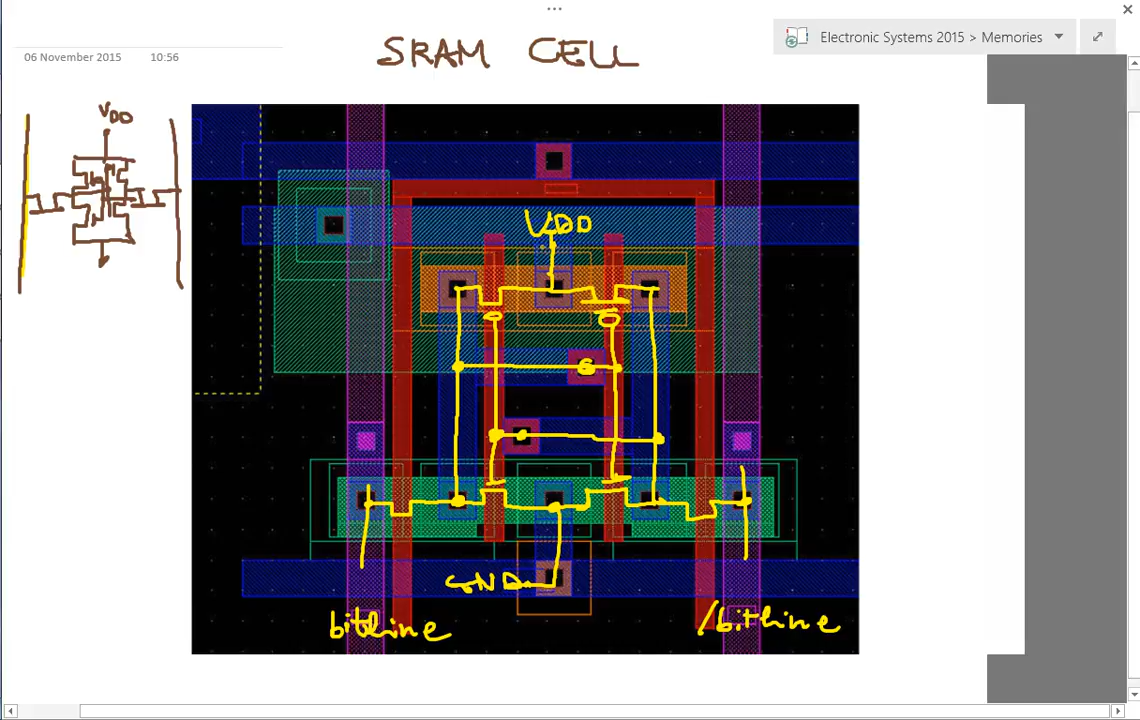 Electronic Systems 2015 > Memories
06 November 2015 10:56
SRAM CELL
VDD
VDD
GND
bitline
/bitline